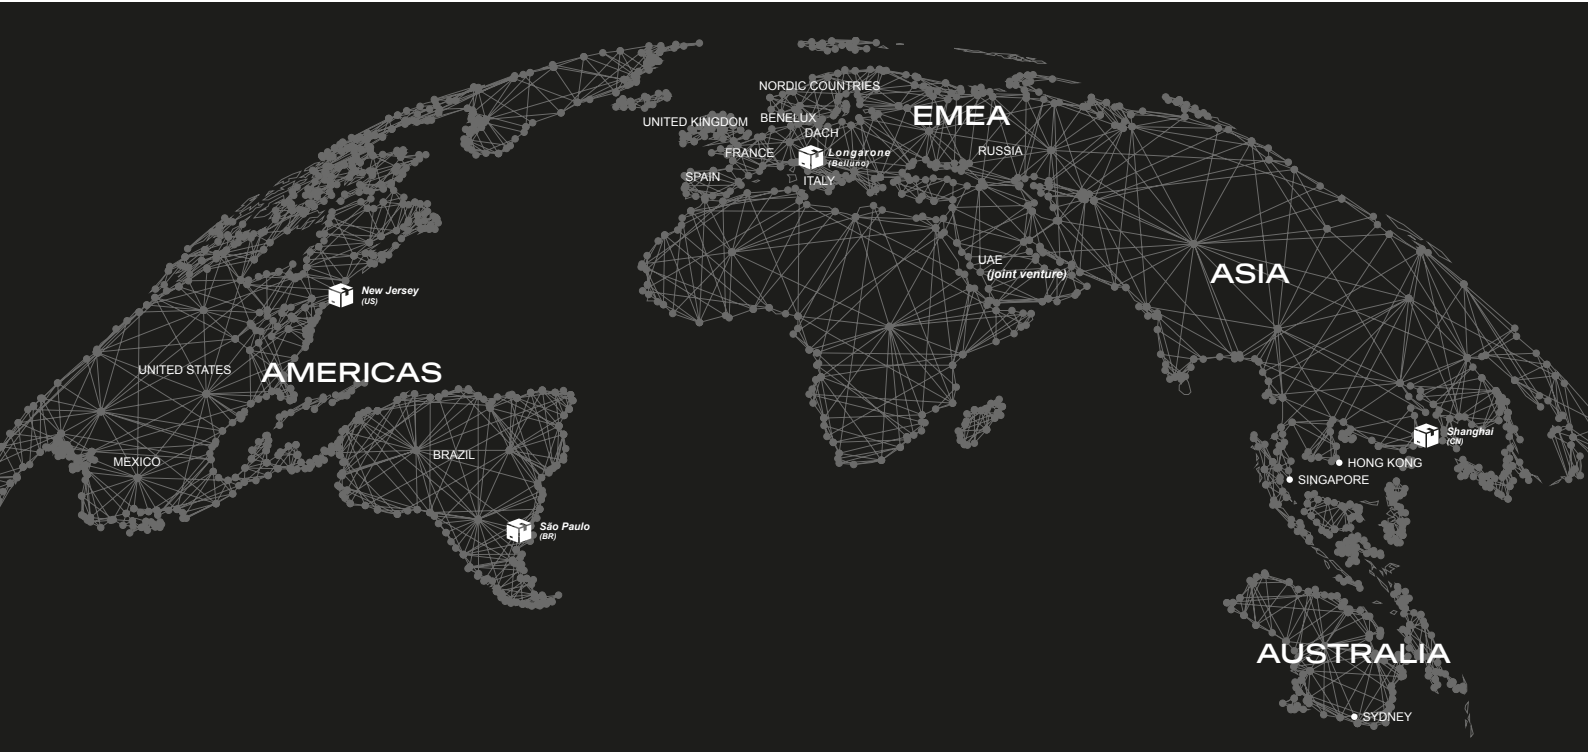 NORDIC COUNTRIES
EMEA
UNITED KINGDOM
BENELUX
DACH
FRANCE
Longarone
(Belluno)
RUSSIA
SPAIN
ITALY
UAE
(joint venture)
ASIA
New Jersey
(US)
UNITED STATES
AMERICAS
MEXICO
BRAZIL
São Paulo
(BR)
Shanghai
(CN)
HONG KONG
SINGAPORE
AUSTRALIA
SYDNEY